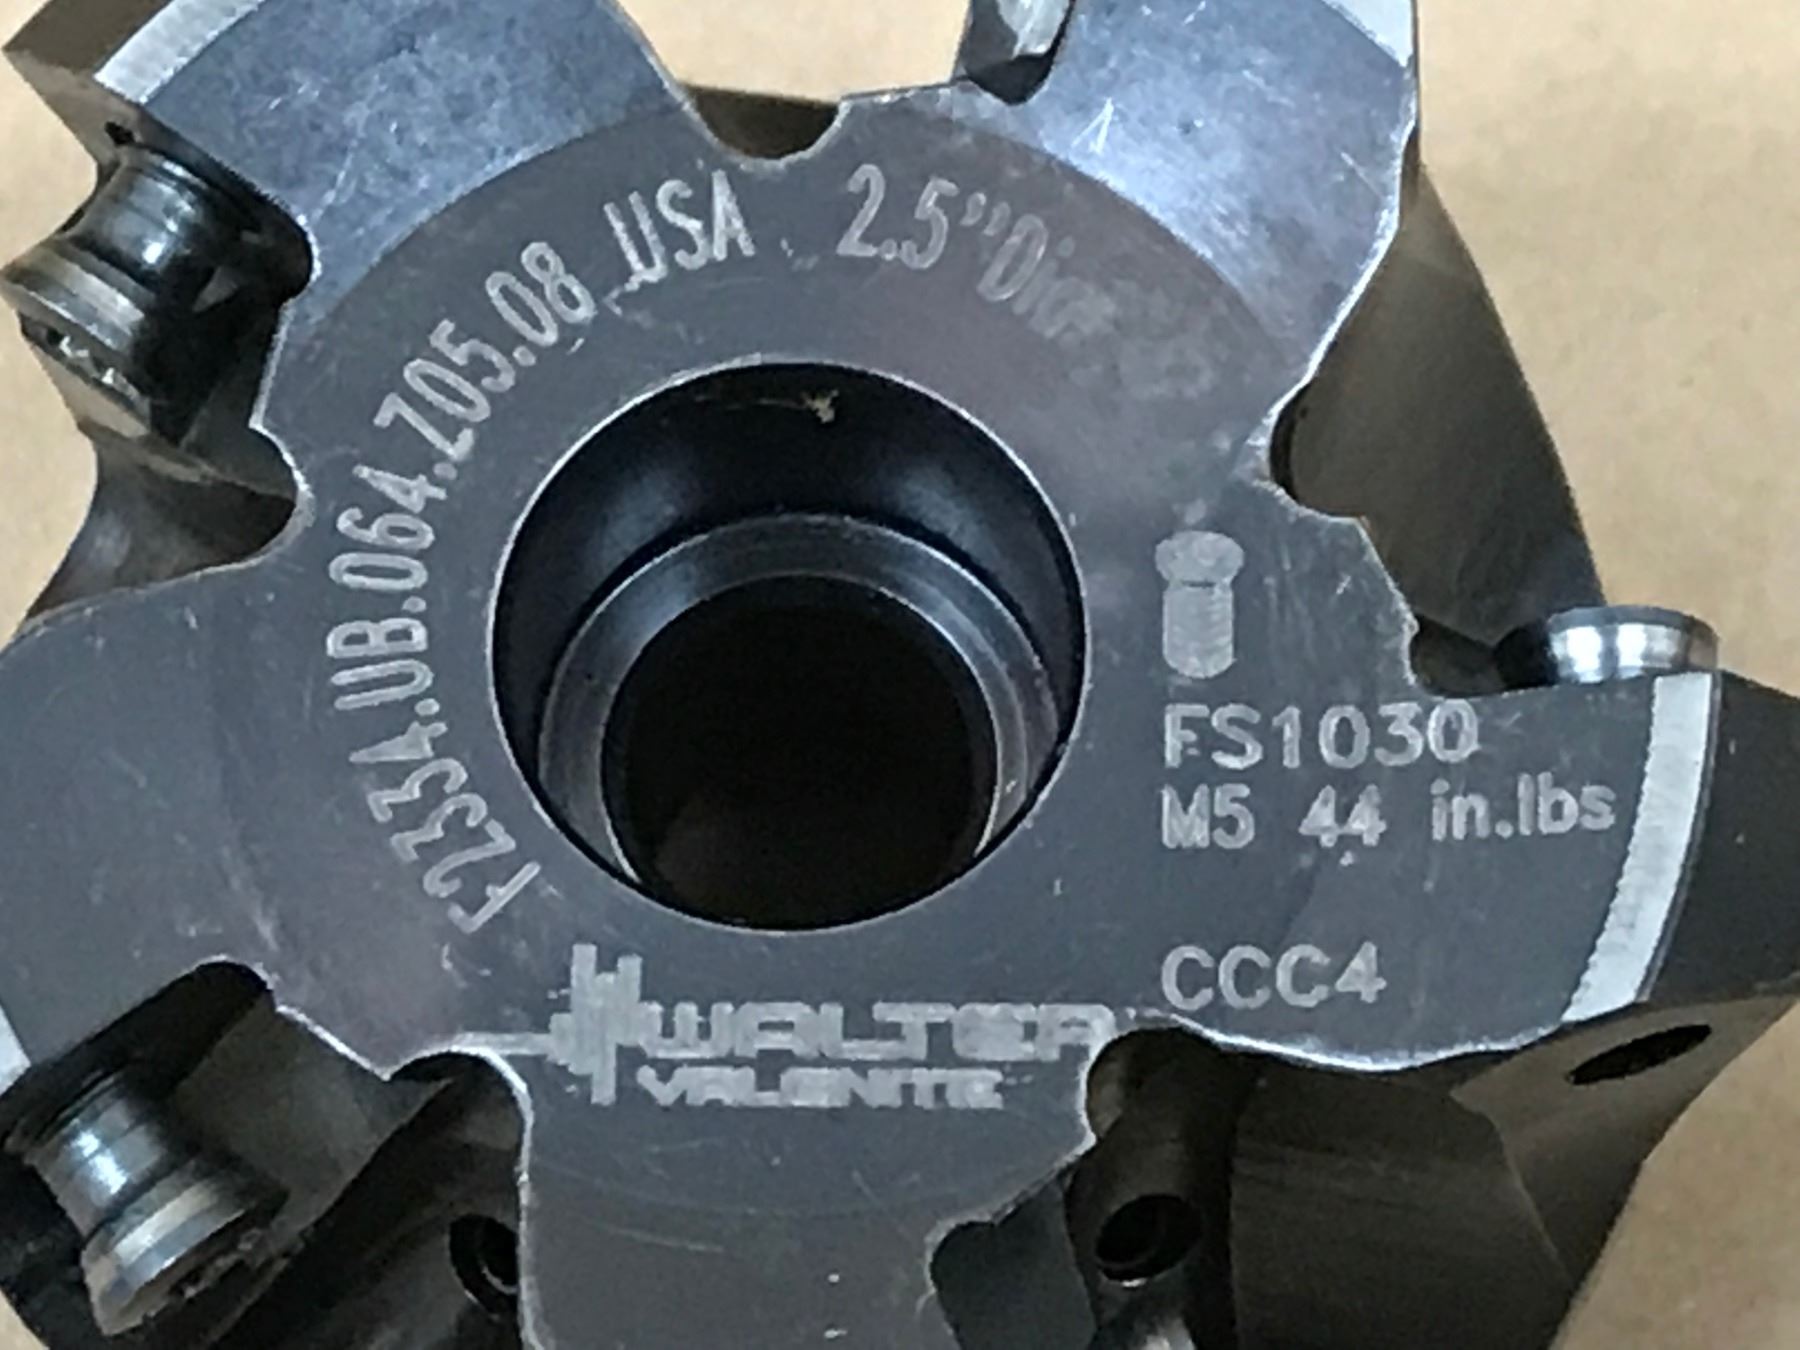 F2334.UB.064.Z05.08 USA 2.5"Dia.
FS1030
M5 44 in.lbs
CCC4
WALTER
VALENITE